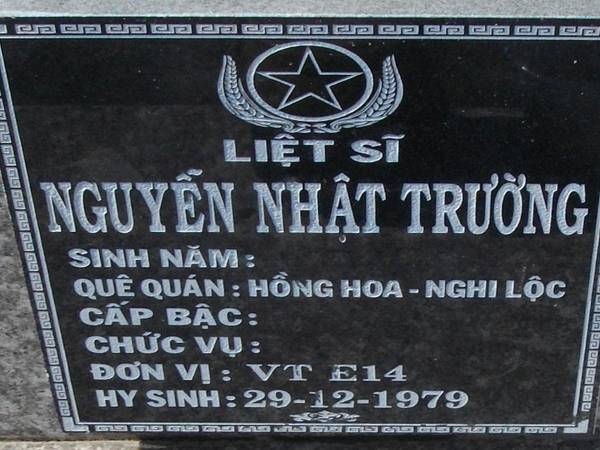 LIỆT SĨ
NGUYỄN NHẬT TRƯỜNG
SINH NĂM :
QUÊ QUÁN : HỒNG HOA - NGHI LỘC
CẤP BẬC :
CHỨC VỤ :
ĐƠN VỊ : VT E14
HY SINH : 29-12-1979